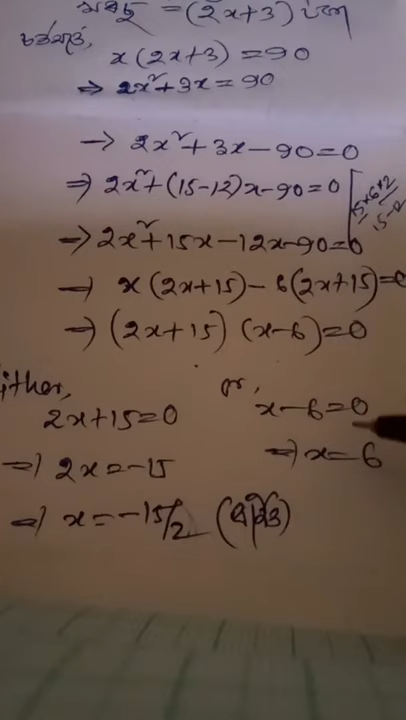 = (2x+3)
x(2x+3) = 90
⇒ 2x²+3x = 90
→ 2x²+3x-90=0
⇒ 2x²+(15-12)x-90=0
⇒ 2x²+15x-12x-90=0
→ x(2x+15)-6(2x+15)=0
⇒ (2x+15) (x-6)=0
ither, or,
2x+15=0 x-6=0
⇒ 2x=-15 ⇒ x=6
⇒ x=-15/2